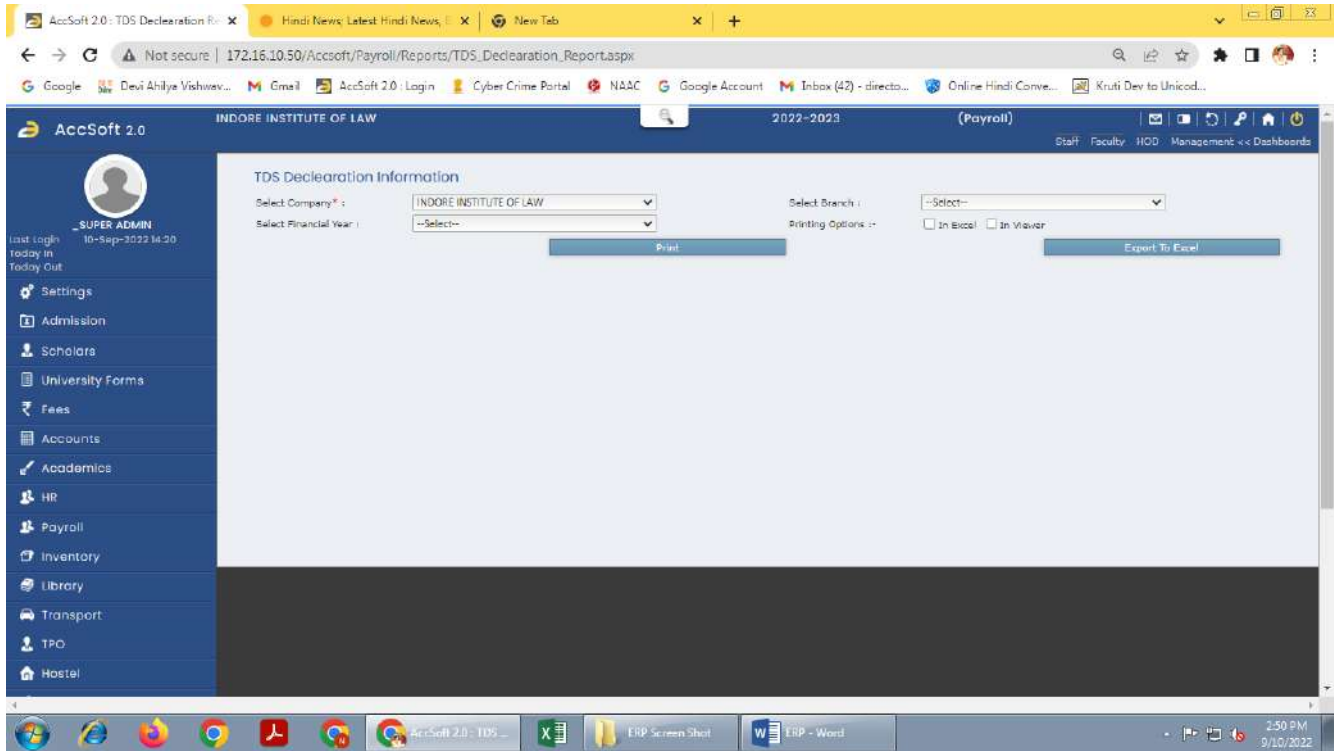 AccSoft 2.0 : TDS Declearation R
Hindi News; Latest Hindi News,
New Tab
Not secure | 172.16.10.50/Accsoft/Payroll/Reports/TDS_Declearation_Report.aspx
Google Devi Ahilya Vishwav... Gmail AccSoft 2.0 : Login Cyber Crime Portal NAAC Google Account Inbox (42) - directo... Online Hindi Conve... Kruti Dev to Unicod...
AccSoft 2.0
INDORE INSTITUTE OF LAW 2022-2023 (Payroll)
Staff Faculty HOD Management << Dashboards
_SUPER ADMIN
Last Login 10-Sep-2022 14:20
Today In
Today Out
TDS Declearation Information
Select Company* : INDORE INSTITUTE OF LAW Select Branch : --Select--
Select Financial Year : --Select-- Printing Options :- In Excel In Viewer
Print Export To Excel
Settings
Admission
Scholars
University Forms
Fees
Accounts
Academics
HR
Payroll
Inventory
Library
Transport
TPO
Hostel
AccSoft 2.0 : TDS ... ERP Screen Shot ERP - Word
2:50 PM
9/10/2022